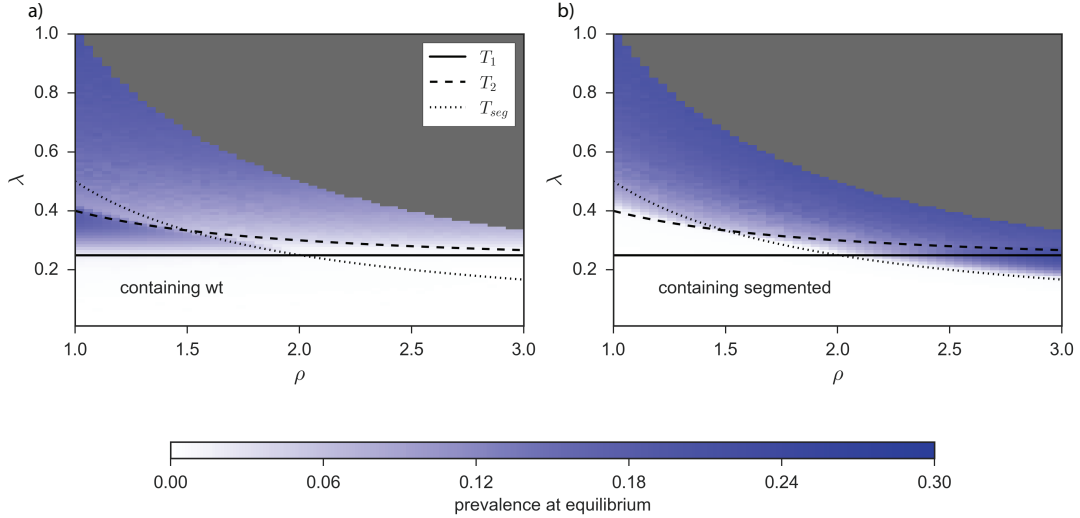 a)
b)
1.0
0.8
0.6
0.4
0.2
λ
T1
T2
Tseg
containing wt
1.0 1.5 2.0 2.5 3.0
ρ
1.0
0.8
0.6
0.4
0.2
λ
containing segmented
1.0 1.5 2.0 2.5 3.0
ρ
0.00 0.06 0.12 0.18 0.24 0.30
prevalence at equilibrium